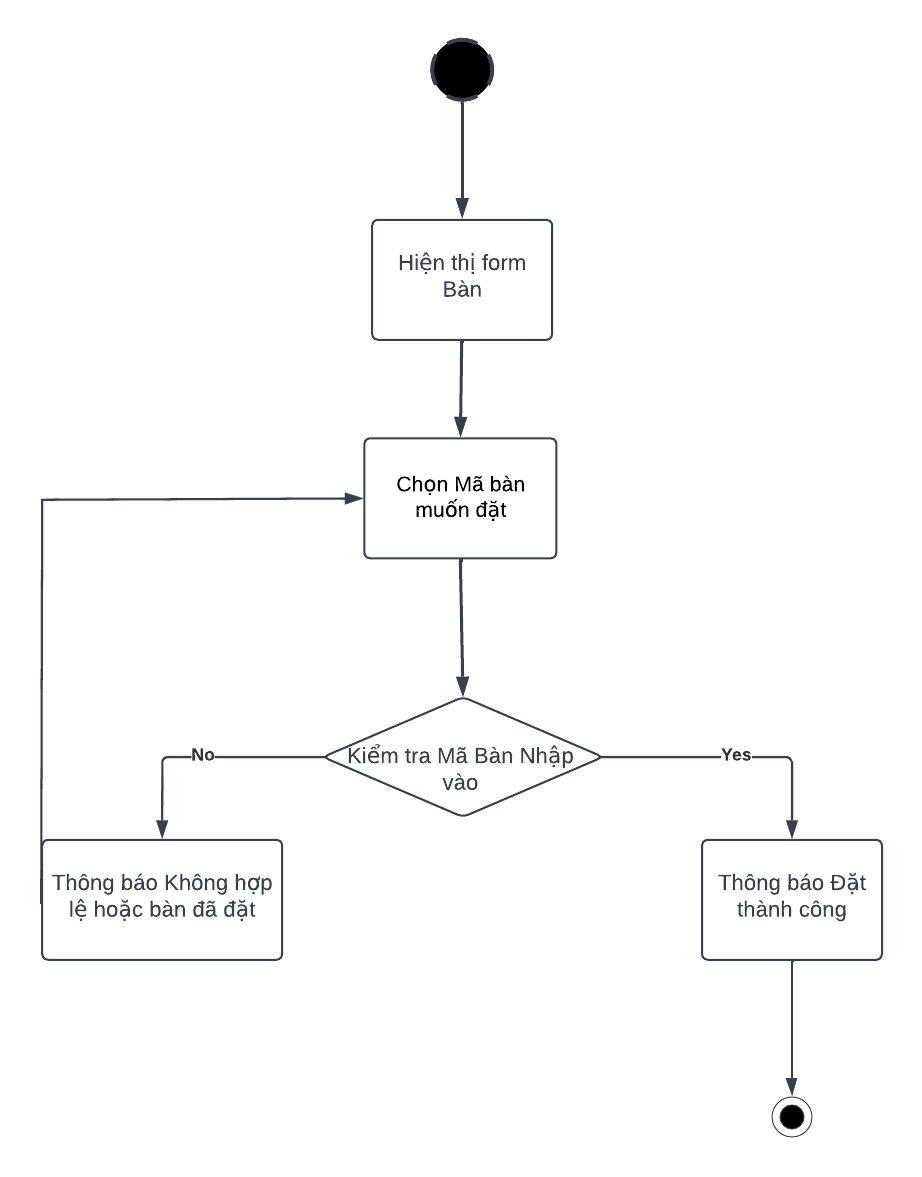 Hiện thị form
Bàn
Chọn Mã bàn
muốn đặt
Kiểm tra Mã Bàn Nhập
vào
No
Yes
Thông báo Không hợp
lệ hoặc bàn đã đặt
Thông báo Đặt
thành công